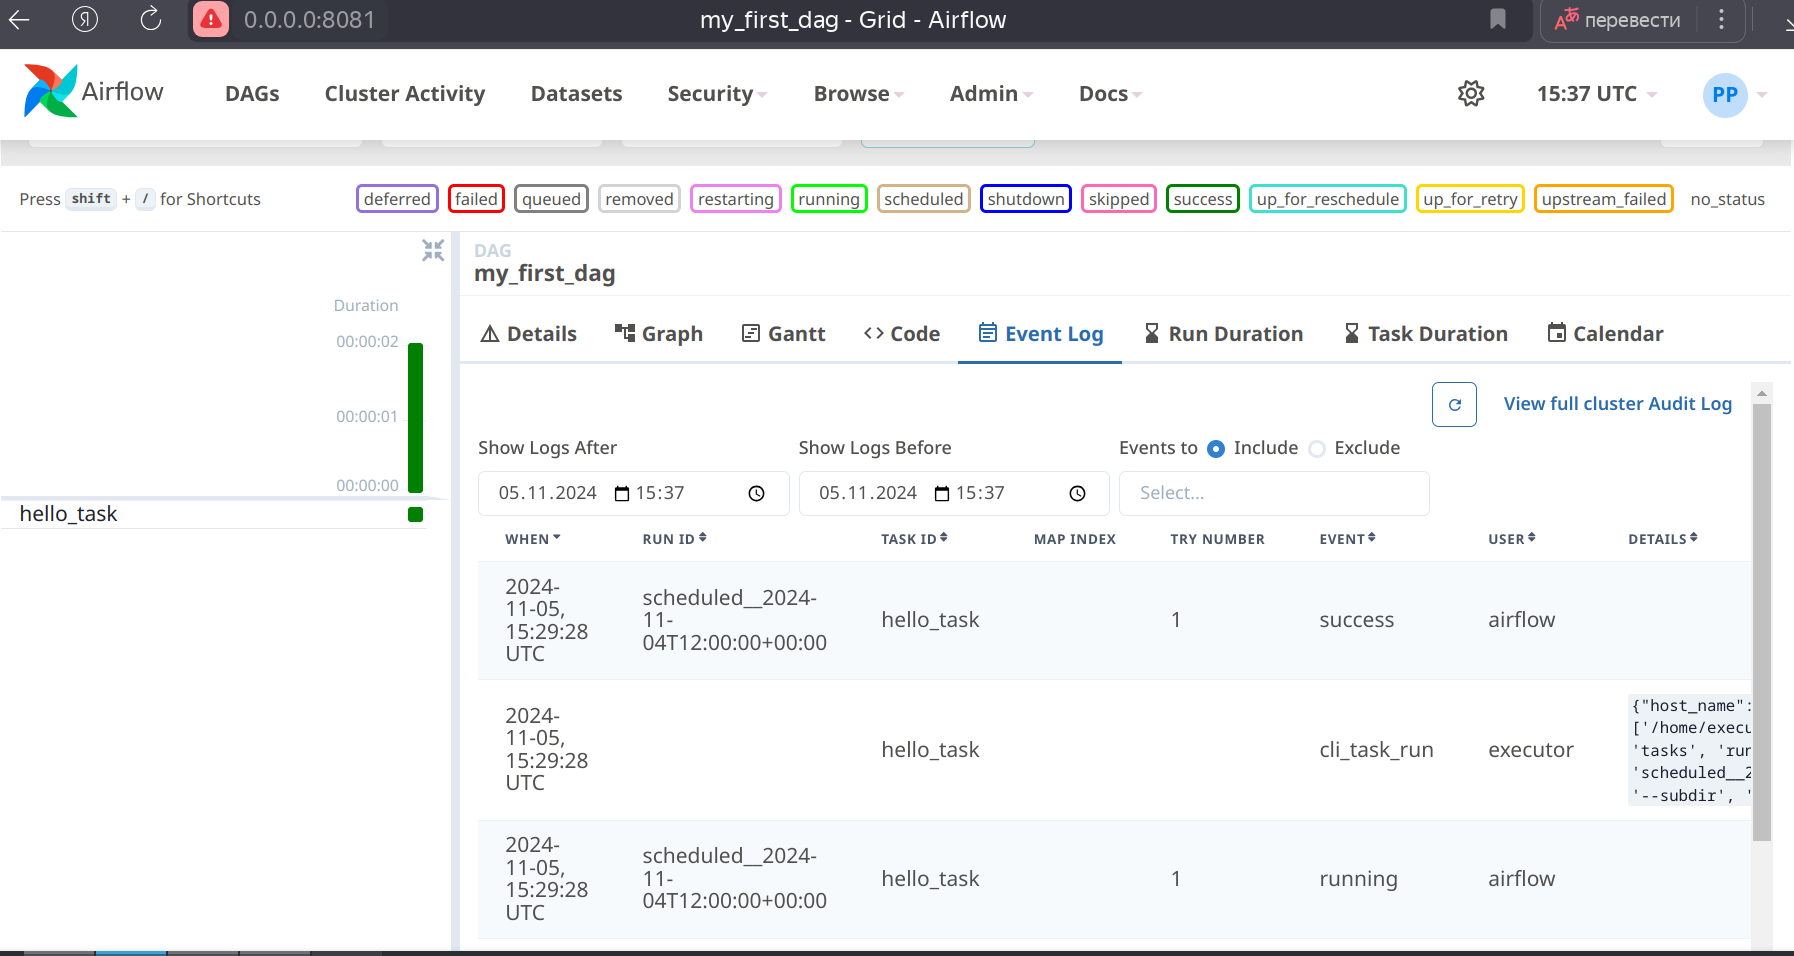 Я
0.0.0.0:8081
my_first_dag - Grid - Airflow
перевести
Airflow
DAGs
Cluster Activity
Datasets
Security
Browse
Admin
Docs
15:37 UTC
PP
Press shift + / for Shortcuts
deferred
failed
queued
removed
restarting
running
scheduled
shutdown
skipped
success
up_for_reschedule
up_for_retry
upstream_failed
no_status
Duration
00:00:02
00:00:01
00:00:00
hello_task
DAG
my_first_dag
Details
Graph
Gantt
Code
Event Log
Run Duration
Task Duration
Calendar
View full cluster Audit Log
Show Logs After
Show Logs Before
Events to
Include
Exclude
05.11.2024 15:37
05.11.2024 15:37
Select...
WHEN
RUN ID
TASK ID
MAP INDEX
TRY NUMBER
EVENT
USER
DETAILS
2024-
11-05,
15:29:28
UTC
scheduled__2024-
11-
04T12:00:00+00:00
hello_task
1
success
airflow
2024-
11-05,
15:29:28
UTC
hello_task
cli_task_run
executor
{"host_name":
['/home/execu
'tasks', 'run
'scheduled__2
'--subdir', '
2024-
11-05,
15:29:28
UTC
scheduled__2024-
11-
04T12:00:00+00:00
hello_task
1
running
airflow